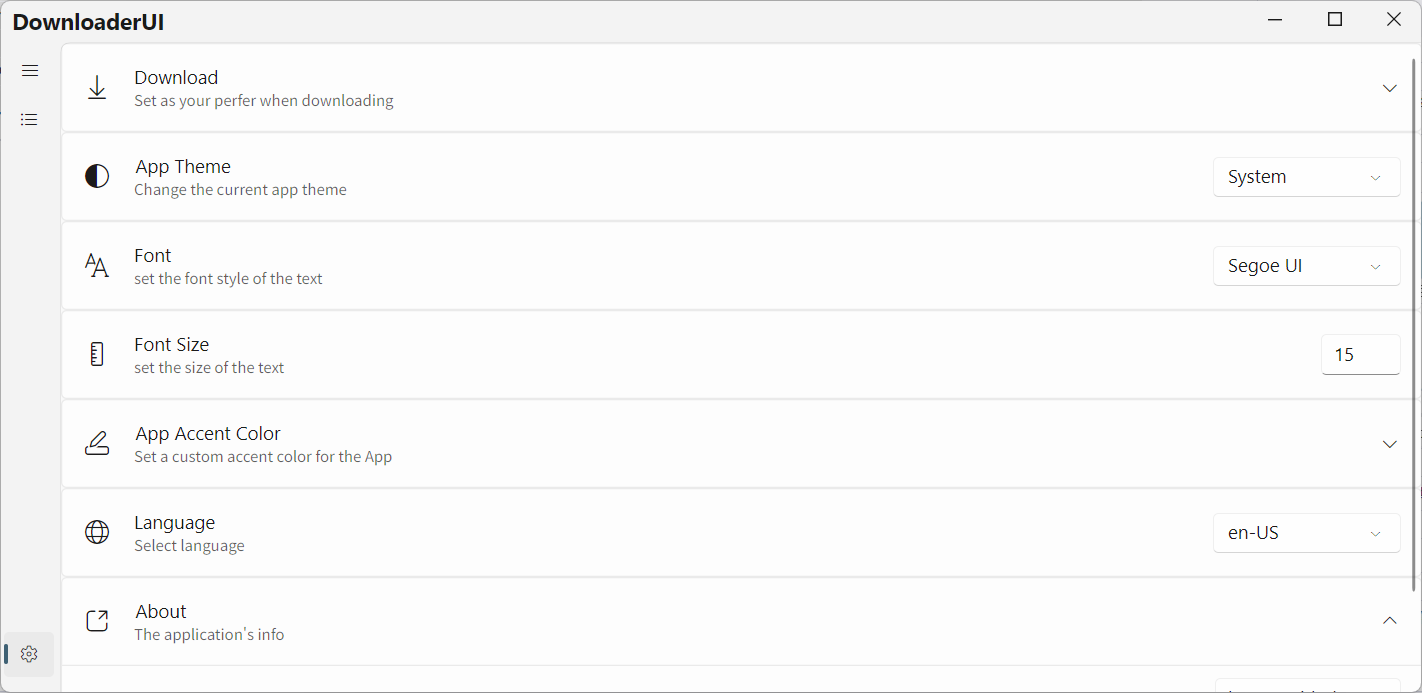 DownloaderUI
Download
Set as your perfer when downloading
App Theme
Change the current app theme
System
Font
set the font style of the text
Segoe UI
Font Size
set the size of the text
15
App Accent Color
Set a custom accent color for the App
Language
Select language
en-US
About
The application's info